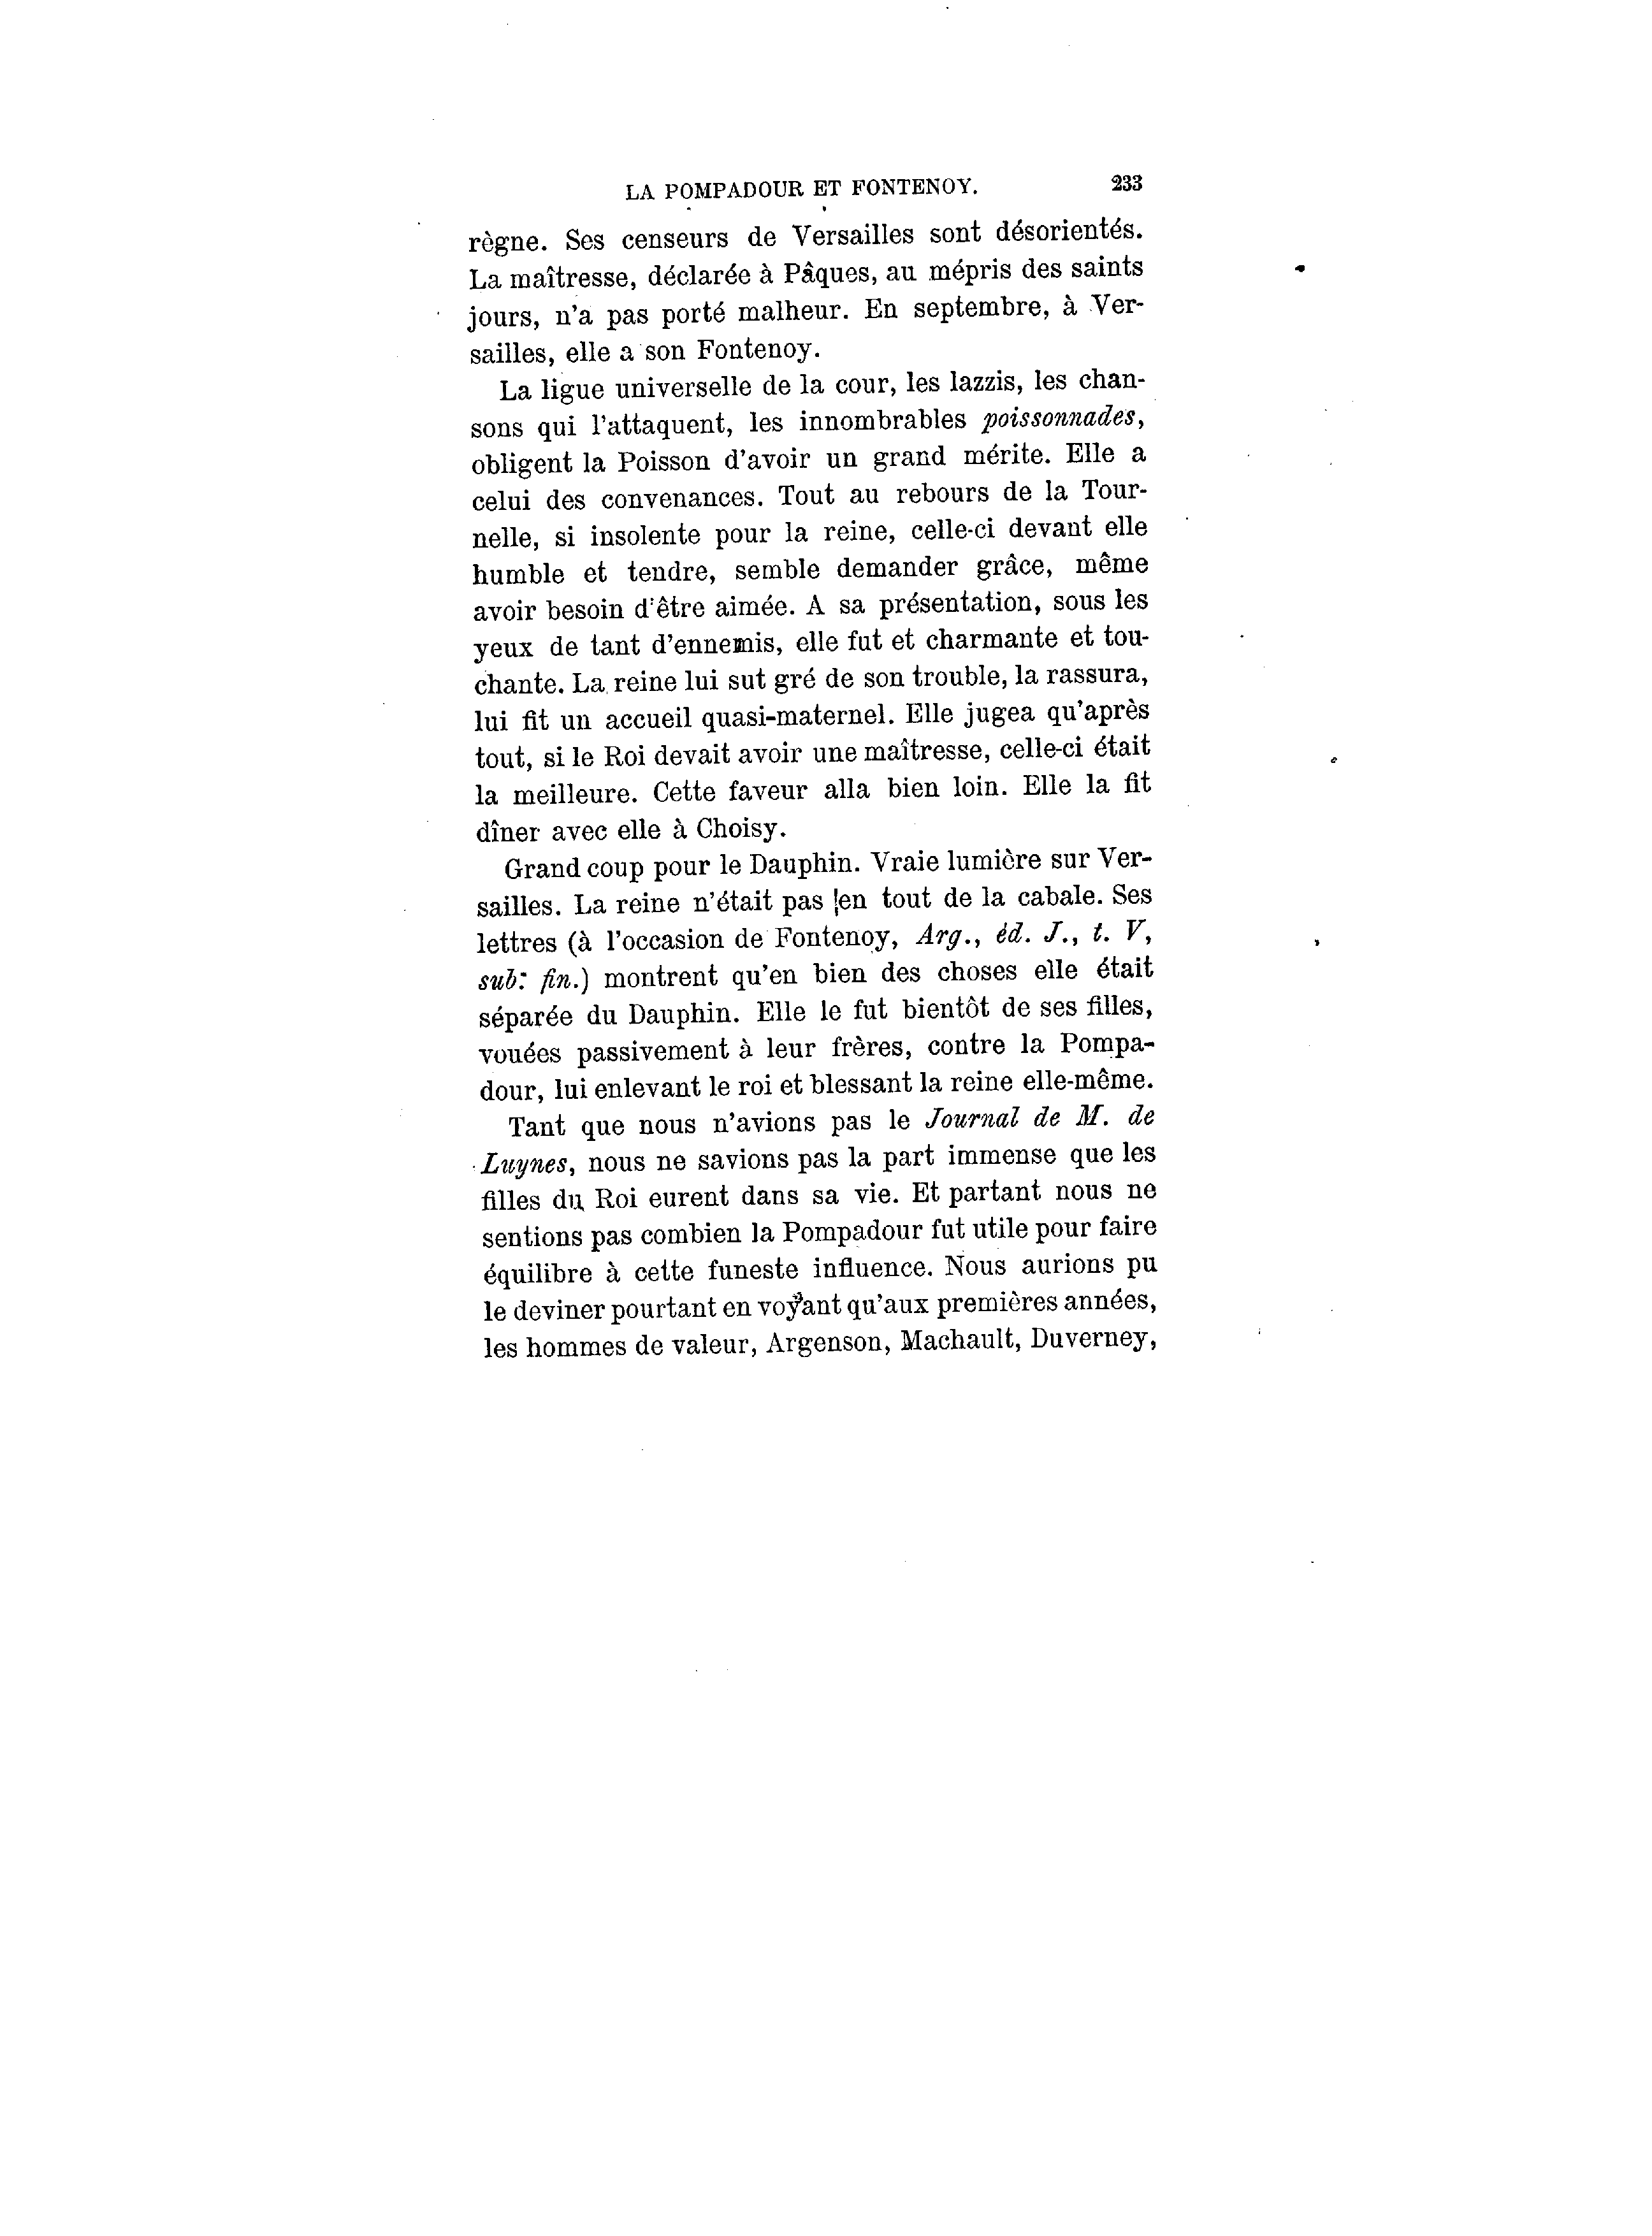 LA POMPADOUR ET FONTENOY. 233
règne. Ses censeurs de Versailles sont désorientés.
La maîtresse, déclarée à Pâques, au mépris des saints
jours, n'a pas porté malheur. En septembre, à Ver-
sailles, elle a son Fontenoy.
La ligue universelle de la cour, les lazzis, les chan-
sons qui l'attaquent, les innombrables poissonnades,
obligent la Poisson d'avoir un grand mérite. Elle a
celui des convenances. Tout au rebours de la Tour-
nelle, si insolente pour la reine, celle-ci devant elle
humble et tendre, semble demander grâce, même
avoir besoin d'être aimée. A sa présentation, sous les
yeux de tant d'ennemis, elle fut et charmante et tou-
chante. La reine lui sut gré de son trouble, la rassura,
lui fit un accueil quasi-maternel. Elle jugea qu'après
tout, si le Roi devait avoir une maîtresse, celle-ci était
la meilleure. Cette faveur alla bien loin. Elle la fit
dîner avec elle à Choisy.
Grand coup pour le Dauphin. Vraie lumière sur Ver-
sailles. La reine n'était pas en tout de la cabale. Ses
lettres (à l'occasion de Fontenoy, Arg., éd. J., t. V,
sub: fin.) montrent qu'en bien des choses elle était
séparée du Dauphin. Elle le fut bientôt de ses filles,
vouées passivement à leur frères, contre la Pompa-
dour, lui enlevant le roi et blessant la reine elle-même.
Tant que nous n'avions pas le Journal de M. de
Luynes, nous ne savions pas la part immense que les
filles du Roi eurent dans sa vie. Et partant nous ne
sentions pas combien la Pompadour fut utile pour faire
équilibre à cette funeste influence. Nous aurions pu
le deviner pourtant en voyant qu'aux premières années,
les hommes de valeur, Argenson, Machault, Duverney,